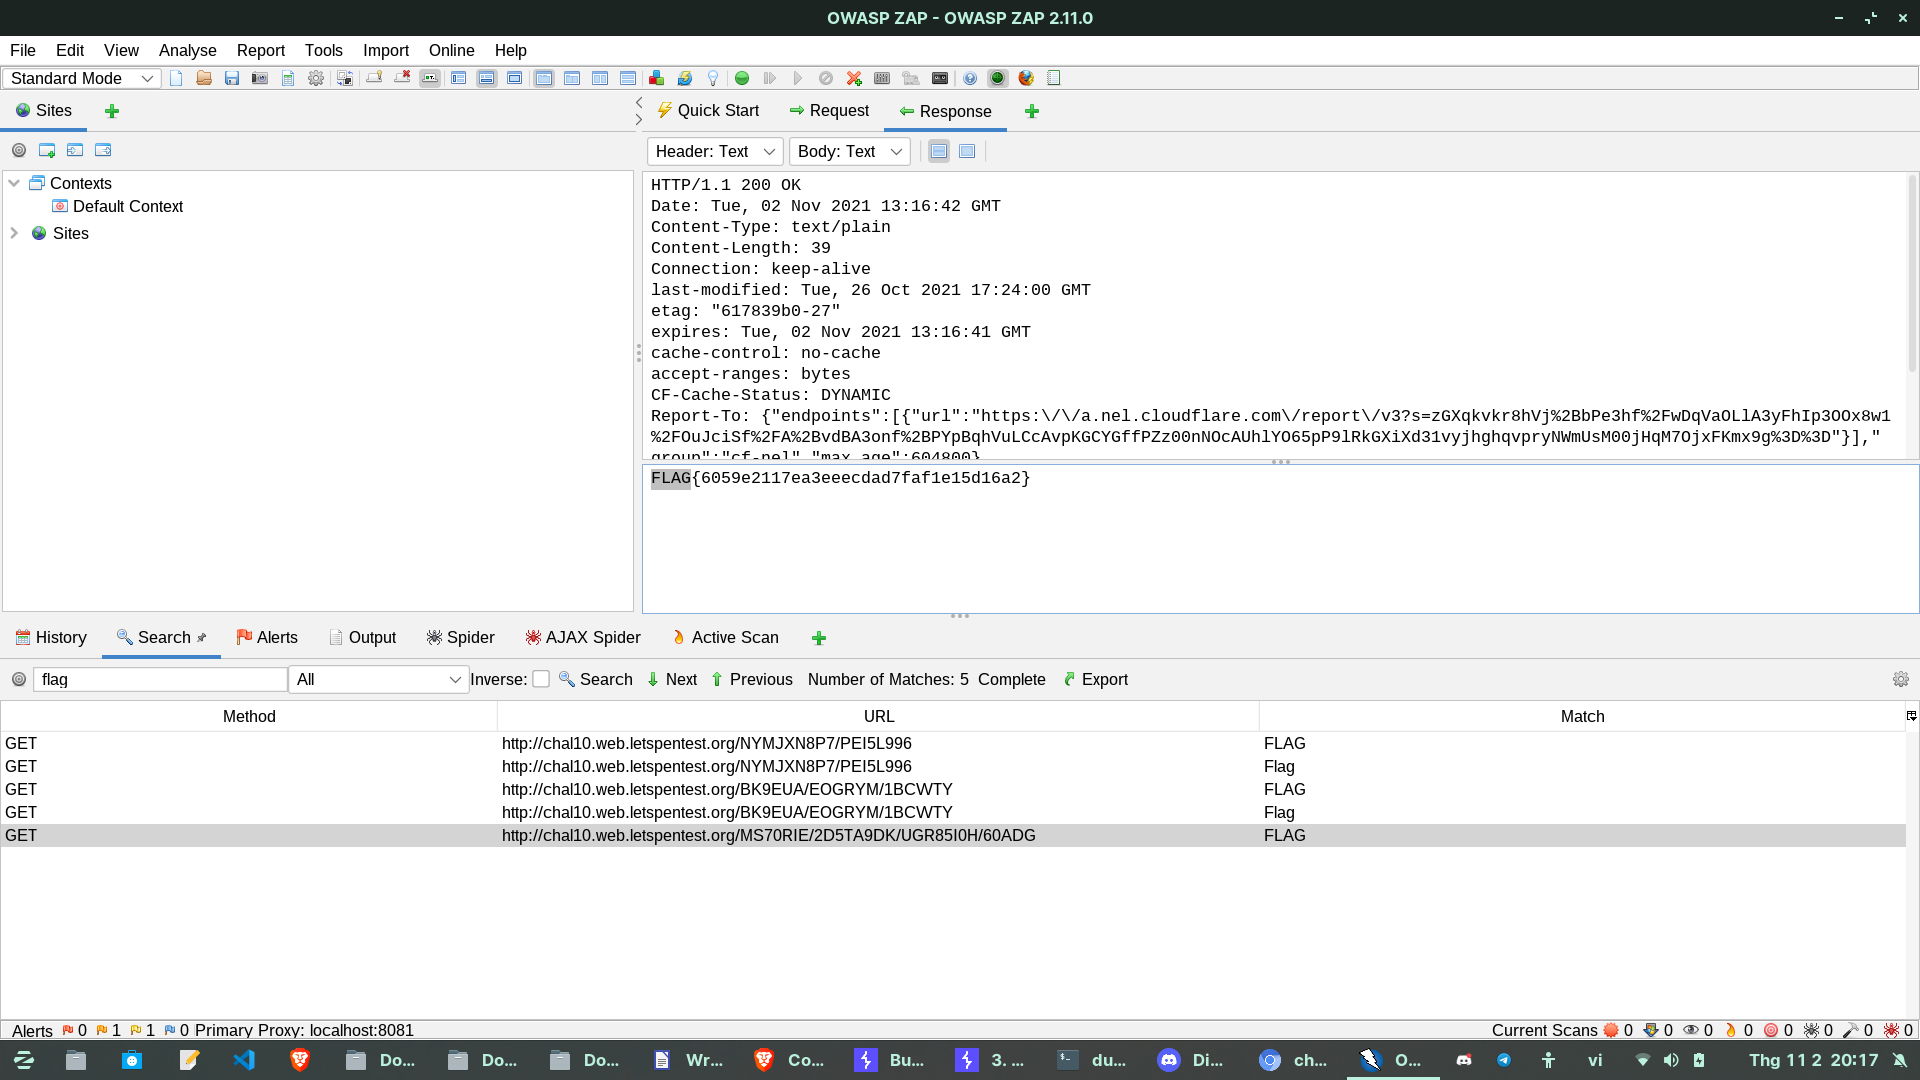 OWASP ZAP - OWASP ZAP 2.11.0
File Edit View Analyse Report Tools Import Online Help
Standard Mode
Sites
Quick Start Request Response
Header: Text Body: Text
Contexts
Default Context
Sites
HTTP/1.1 200 OK
Date: Tue, 02 Nov 2021 13:16:42 GMT
Content-Type: text/plain
Content-Length: 39
Connection: keep-alive
last-modified: Tue, 26 Oct 2021 17:24:00 GMT
etag: "617839b0-27"
expires: Tue, 02 Nov 2021 13:16:41 GMT
cache-control: no-cache
accept-ranges: bytes
CF-Cache-Status: DYNAMIC
Report-To: {"endpoints":[{"url":"https:\/\/a.nel.cloudflare.com\/report\/v3?s=zGXqkvkr8hVj%2BbPe3hf%2FwDqVaOLlA3yFhIp3OOx8w1
%2FOuJciSf%2FA%2BvdBA3onf%2BPYpBqhVuLCcAvpKGCYGffPZz00nNOcAUhlYO65pP9lRkGXiXd31vyjhghqvpryNWmUsM00jHqM7OjxFKmx9g%3D%3D"}],"
group":"cf-nel","max_age":604800}
FLAG{6059e2117ea3eeecdad7faf1e15d16a2}
History Search Alerts Output Spider AJAX Spider Active Scan
flag All Inverse: Search Next Previous Number of Matches: 5 Complete Export
Method URL Match
GET http://chal10.web.letspentest.org/NYMJXN8P7/PEI5L996 FLAG
GET http://chal10.web.letspentest.org/NYMJXN8P7/PEI5L996 Flag
GET http://chal10.web.letspentest.org/BK9EUA/EOGRYM/1BCWTY FLAG
GET http://chal10.web.letspentest.org/BK9EUA/EOGRYM/1BCWTY Flag
GET http://chal10.web.letspentest.org/MS70RIE/2D5TA9DK/UGR85I0H/60ADG FLAG
Alerts 0 1 1 0 Primary Proxy: localhost:8081 Current Scans 0 0 0 0 0 0 0 0
Do... Do... Do... Wr... Co... Bu... 3. ... du... Di... ch... O... vi Thg 11 2 20:17